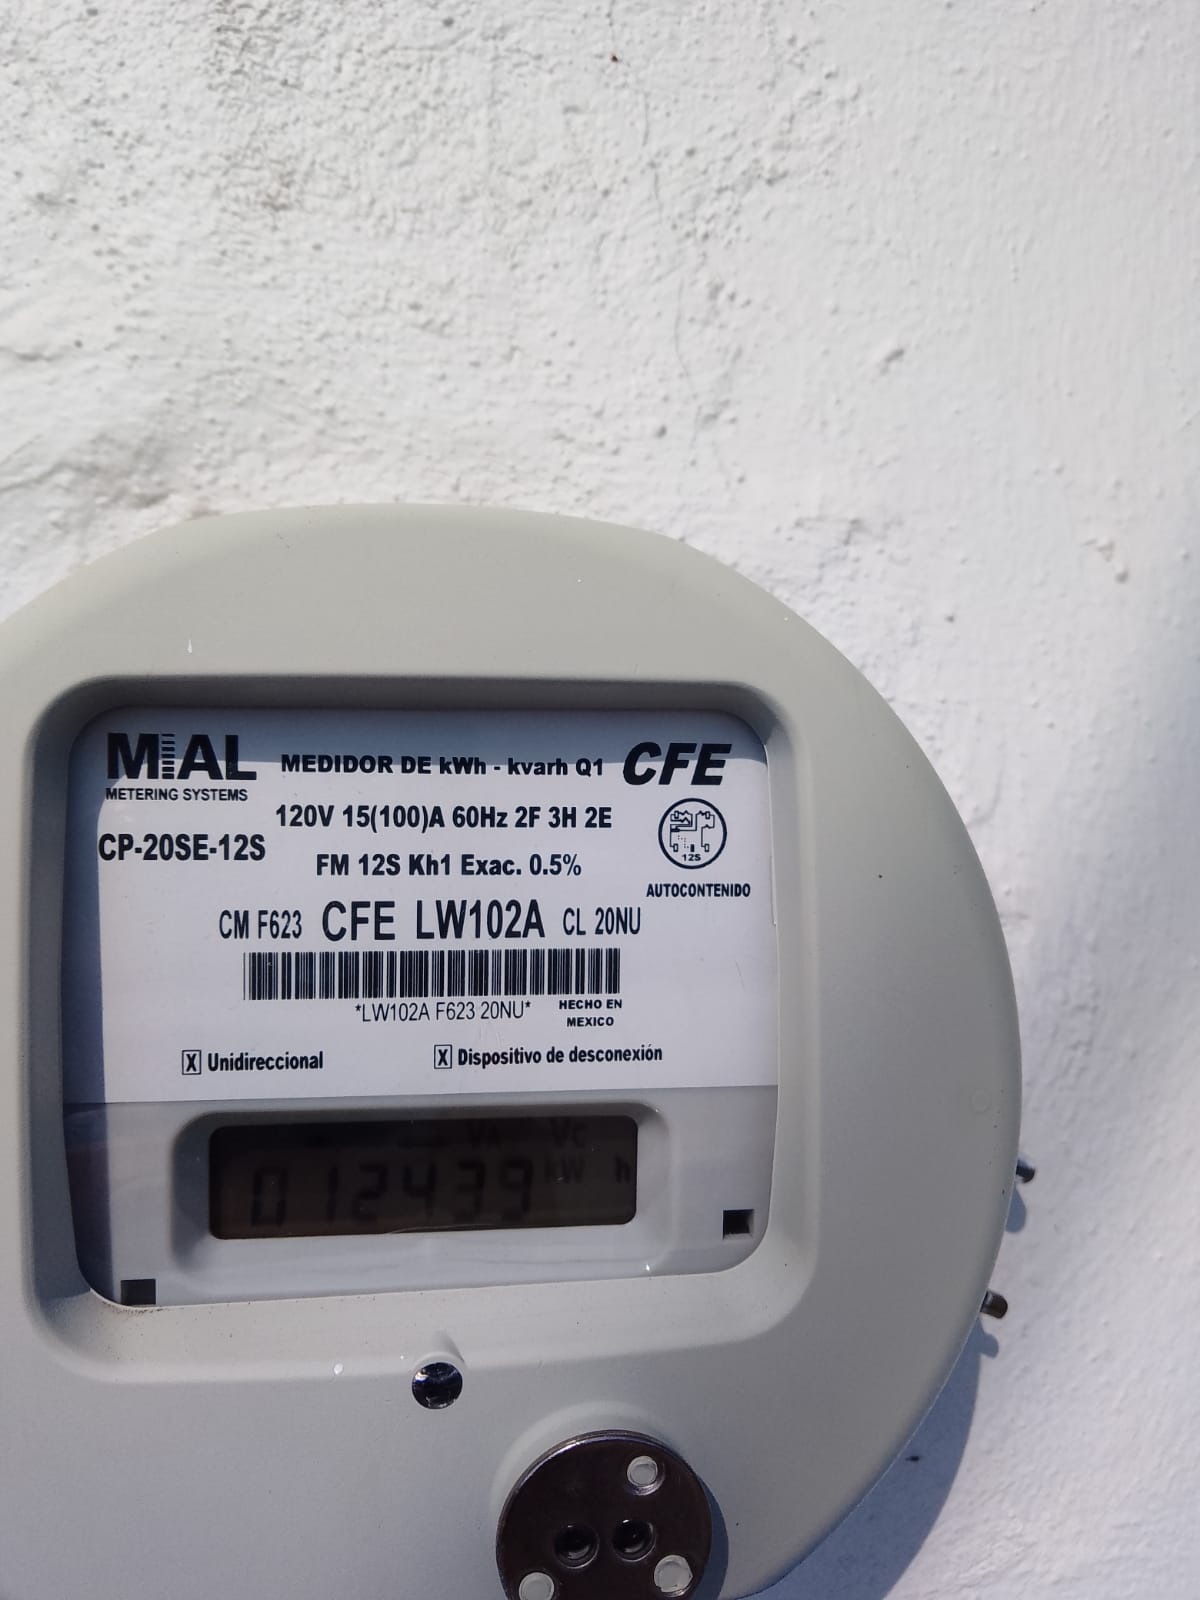 MIAL
METERING SYSTEMS
MEDIDOR DE kWh - kvarh Q1
CFE
120V 15(100)A 60Hz 2F 3H 2E
CP-20SE-12S
FM 12S Kh1 Exac. 0.5%
12S
AUTOCONTENIDO
CM F623 CFE LW102A CL 20NU
*LW102A F623 20NU*
HECHO EN
MEXICO
X Unidireccional
X Dispositivo de desconexión
VA VC
012439 kW h